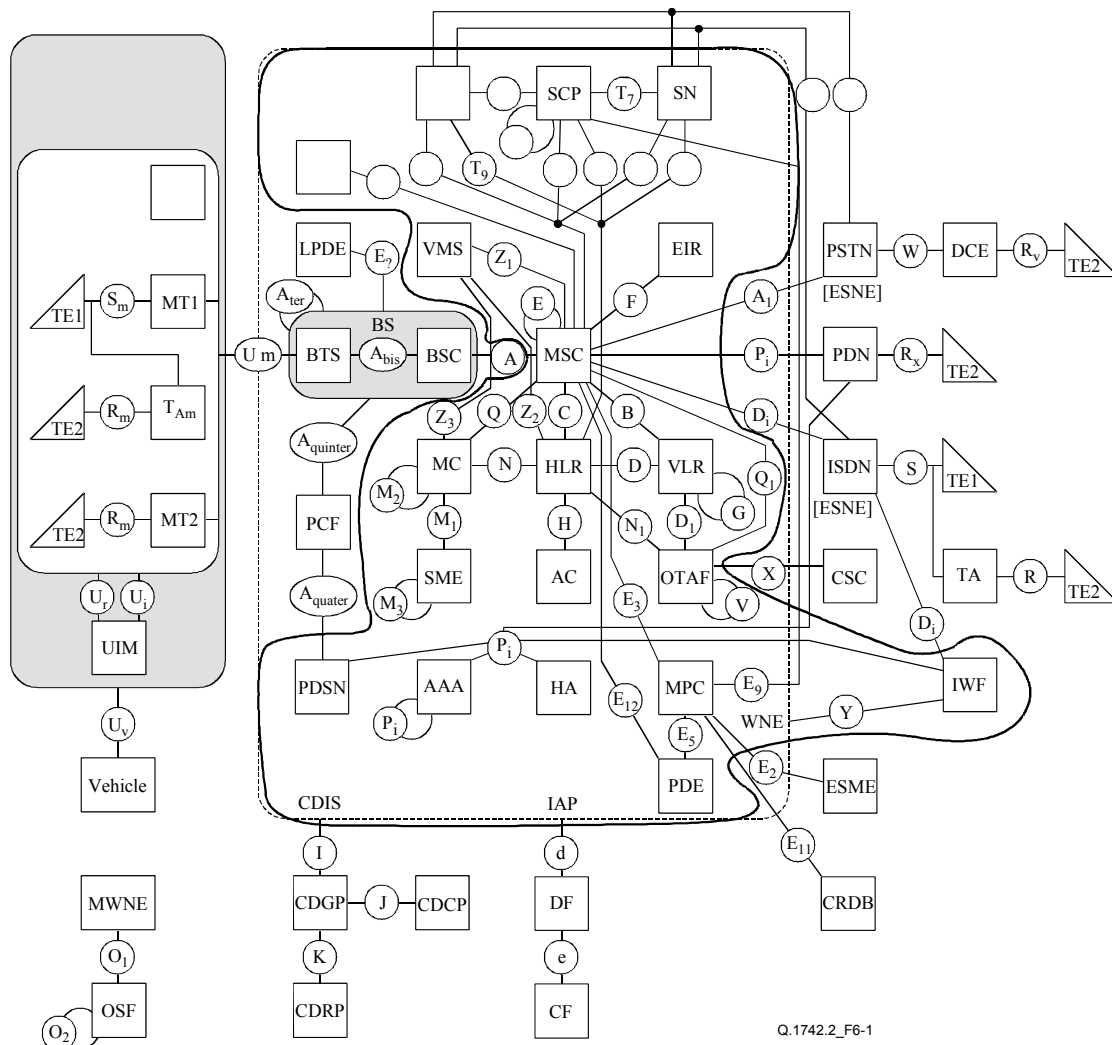 SCP
T7
SN
T9
LPDE
E?
VMS
Z1
EIR
PSTN
[ESNE]
W
DCE
Rv
TE2
TE1
Sm
MT1
Ater
E
F
A1
BS
U m
BTS
Abis
BSC
A
MSC
Pi
PDN
Rx
TE2
TE2
Rm
TAm
Z3
Q
Z2
C
B
Di
Aquinter
MC
N
HLR
D
VLR
Q1
ISDN
[ESNE]
S
TE1
M2
G
TE2
Rm
MT2
PCF
M1
H
N1
D1
Ur
Ui
Aquater
SME
M3
AC
E3
OTAF
V
X
CSC
TA
R
TE2
UIM
Di
Pi
PDSN
AAA
HA
MPC
E9
IWF
Pi
E12
WNE
Y
Uv
E5
E2
Vehicle
PDE
ESME
CDIS
IAP
I
d
E11
MWNE
CDGP
J
CDCP
DF
CRDB
O1
K
e
OSF
O2
CDRP
CF
Q.1742.2_F6-1